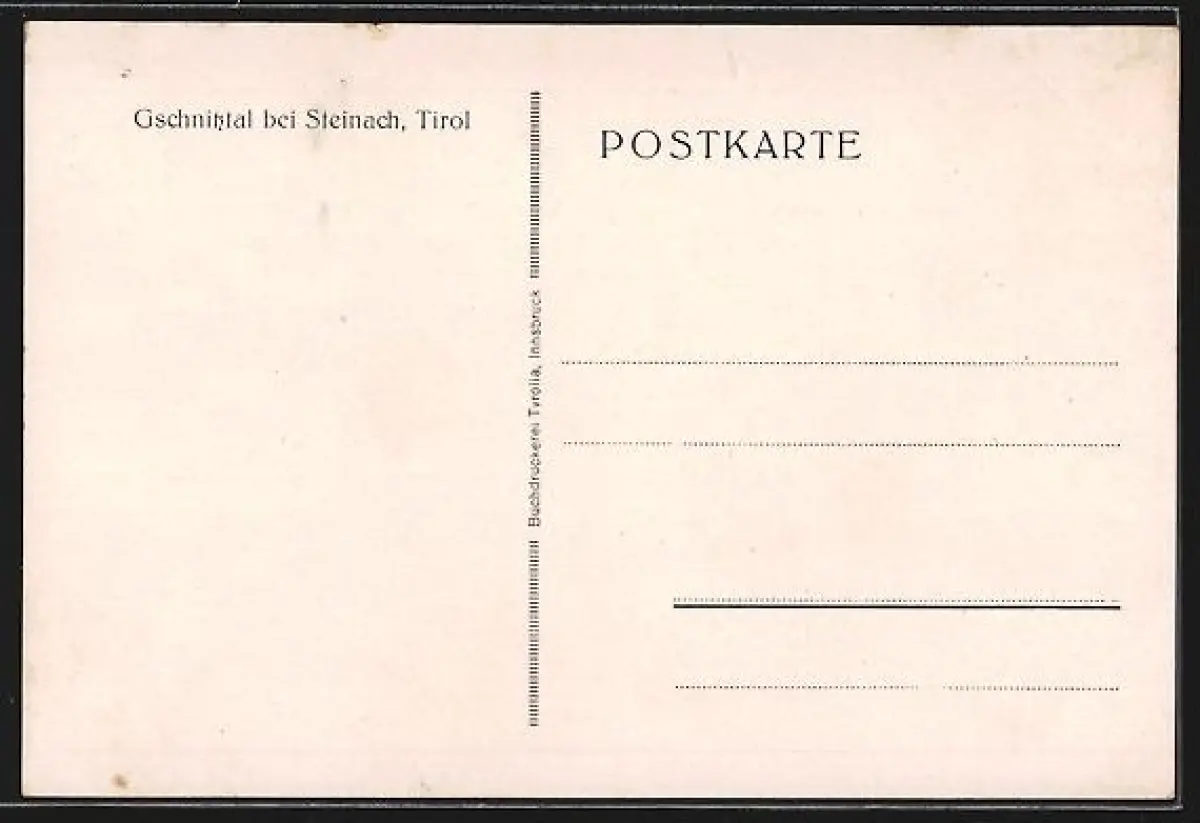 Gschnitztal bei Steinach, Tirol
POSTKARTE
Buchdruckerei Tyrolia, Innsbruck